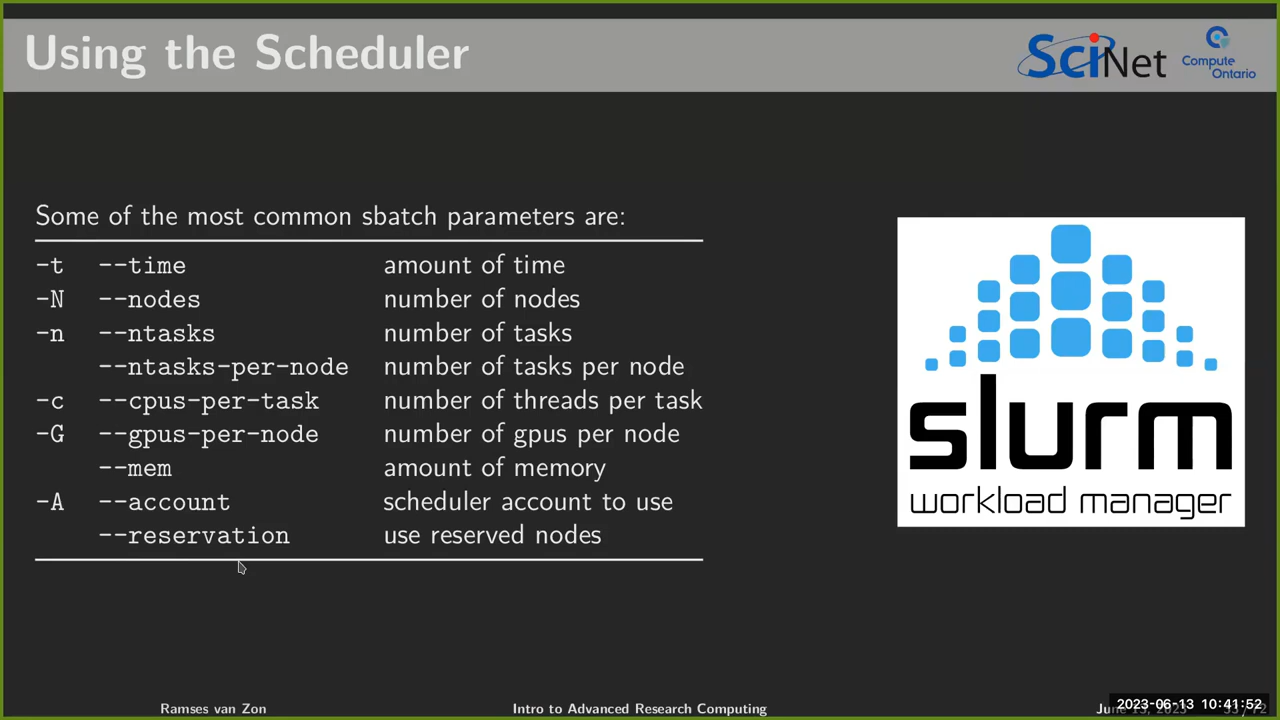 Using the Scheduler
SciNet
Compute
Ontario
Some of the most common sbatch parameters are:
-t --time amount of time
-N --nodes number of nodes
-n --ntasks number of tasks
--ntasks-per-node number of tasks per node
-c --cpus-per-task number of threads per task
-G --gpus-per-node number of gpus per node
--mem amount of memory
-A --account scheduler account to use
--reservation use reserved nodes
slurm
workload manager
Ramses van Zon
Intro to Advanced Research Computing
2023-06-13 10:41:52